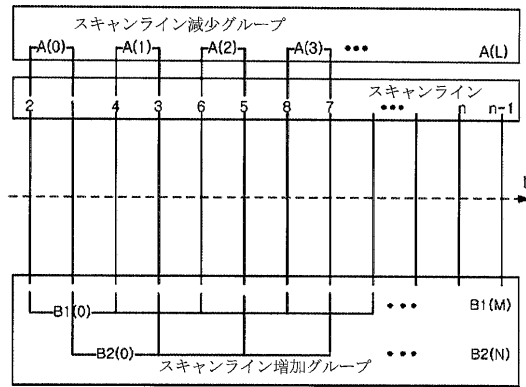 スキャンライン減少グループ
A(0) A(1) A(2) A(3) ••• A(L)
スキャンライン
2 1 4 3 6 5 8 7 ••• n n-1
B1(0) ••• B1(M)
B2(0) ••• B2(N)
スキャンライン増加グループ